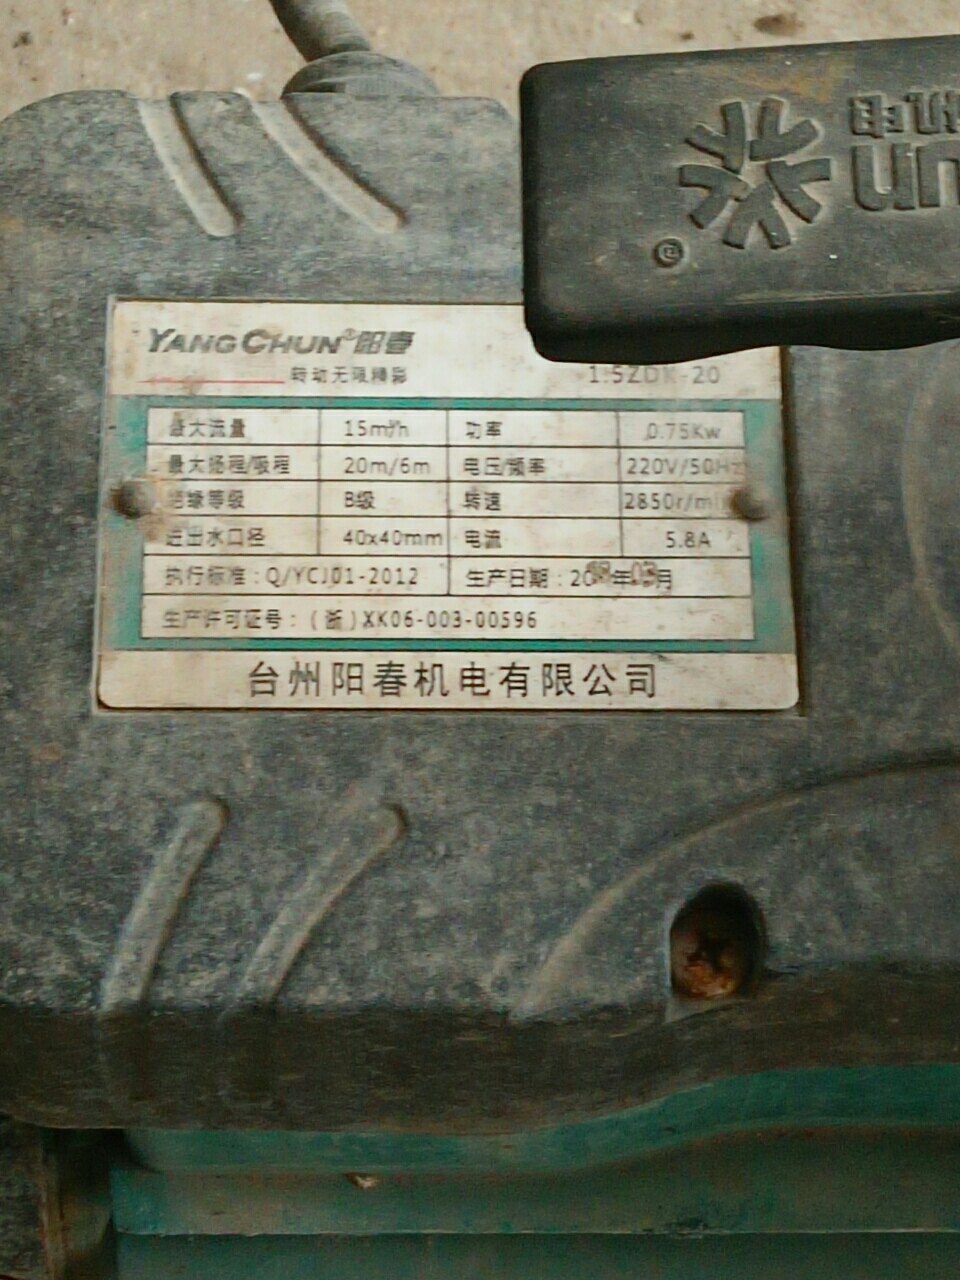 机电
un
®
YANGCHUN®阳春
转动无限精彩
1.5ZDK-20
最大流量 15m³/h 功率 0.75Kw
最大扬程/吸程 20m/6m 电压/频率 220V/50Hz
绝缘等级 B级 转速 2850r/min
进出水口径 40x40mm 电流 5.8A
执行标准：Q/YCJ01-2012 生产日期：20 年 月
生产许可证号：（浙）XK06-003-00596
台州阳春机电有限公司